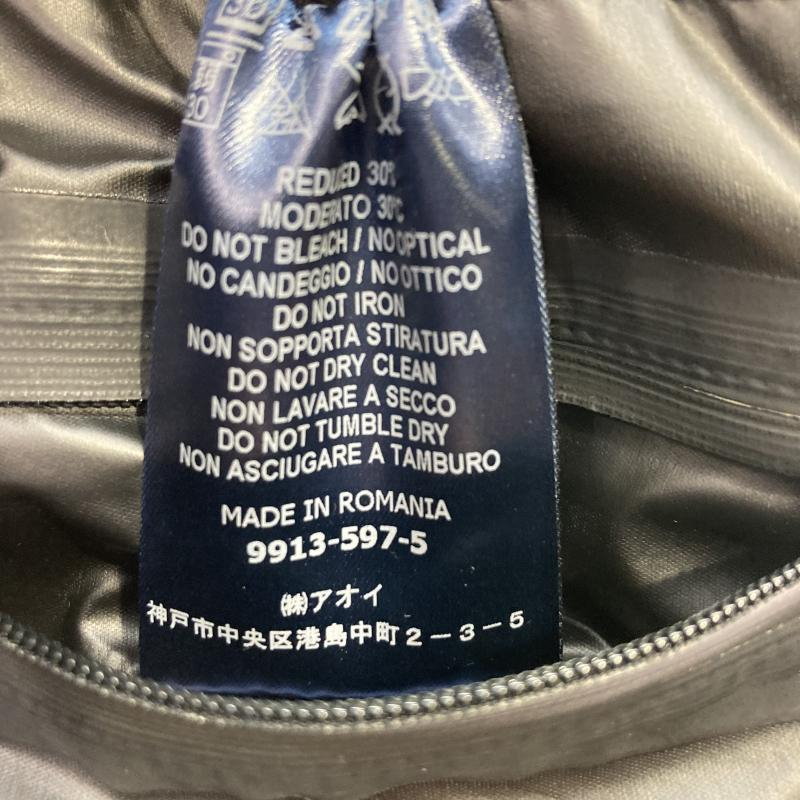 30
REDUCED 30°C
MODERATO 30°C
DO NOT BLEACH / NO OPTICAL
NO CANDEGGIO / NO OTTICO
DO NOT IRON
NON SOPPORTA STIRATURA
DO NOT DRY CLEAN
NON LAVARE A SECCO
DO NOT TUMBLE DRY
NON ASCIUGARE A TAMBURO
MADE IN ROMANIA
9913-597-5
㈱アオイ
神戸市中央区港島中町2-3-5